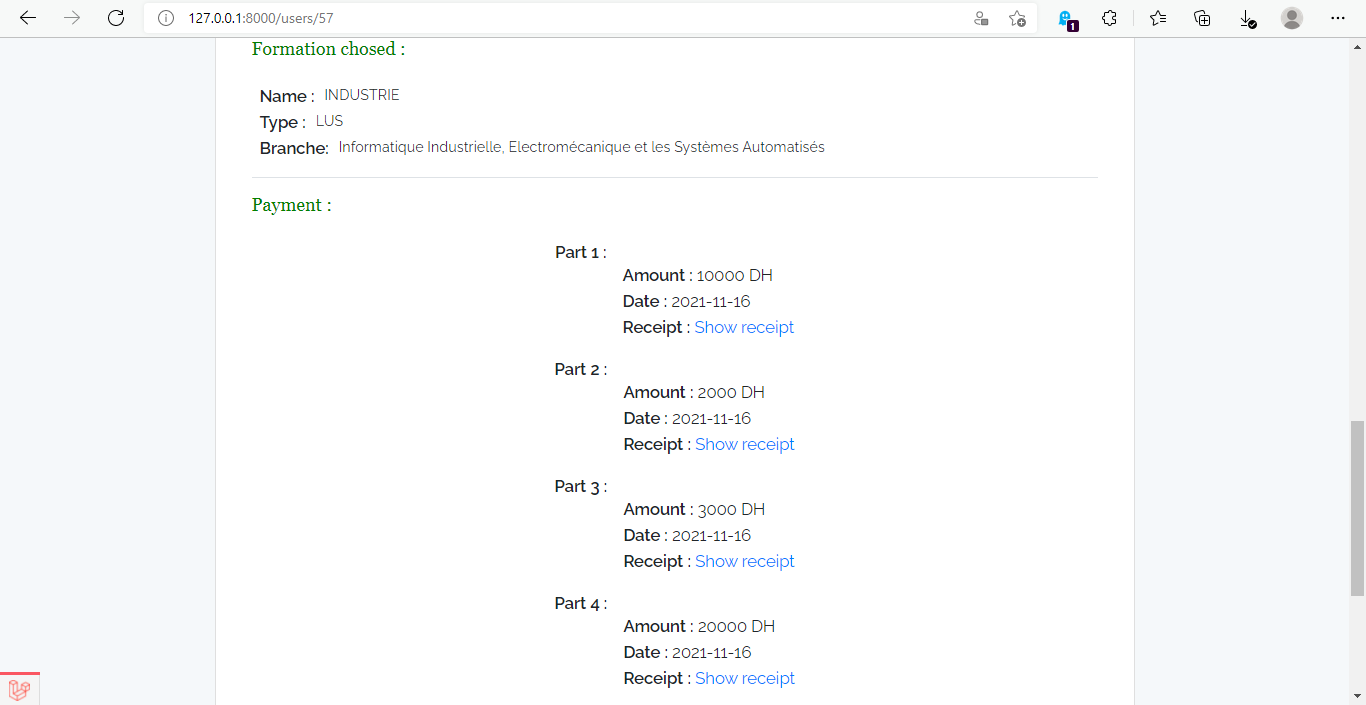 127.0.0.1:8000/users/57
1
Formation chosed :
Name : INDUSTRIE
Type : LUS
Branche: Informatique Industrielle, Electromécanique et les Systèmes Automatisés
Payment :
Part 1 :
Amount : 10000 DH
Date : 2021-11-16
Receipt : Show receipt
Part 2 :
Amount : 2000 DH
Date : 2021-11-16
Receipt : Show receipt
Part 3 :
Amount : 3000 DH
Date : 2021-11-16
Receipt : Show receipt
Part 4 :
Amount : 20000 DH
Date : 2021-11-16
Receipt : Show receipt